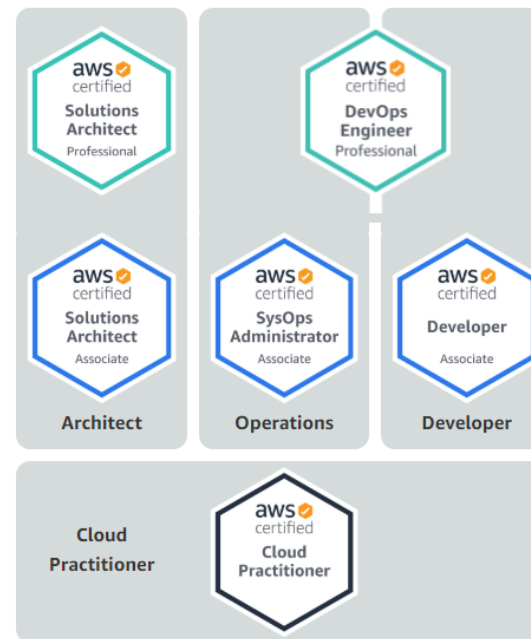 aws
certified
Solutions
Architect
Professional
aws
certified
DevOps
Engineer
Professional
aws
certified
Solutions
Architect
Associate
aws
certified
SysOps
Administrator
Associate
aws
certified
Developer
Associate
Architect
Operations
Developer
Cloud
Practitioner
aws
certified
Cloud
Practitioner